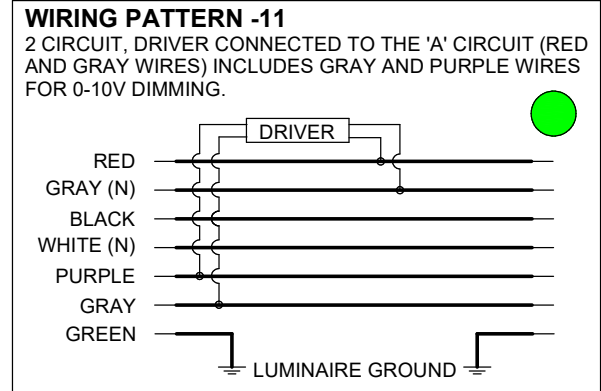 WIRING PATTERN -11
2 CIRCUIT, DRIVER CONNECTED TO THE 'A' CIRCUIT (RED
AND GRAY WIRES) INCLUDES GRAY AND PURPLE WIRES
FOR 0-10V DIMMING.
DRIVER
RED
GRAY (N)
BLACK
WHITE (N)
PURPLE
GRAY
GREEN
LUMINAIRE GROUND